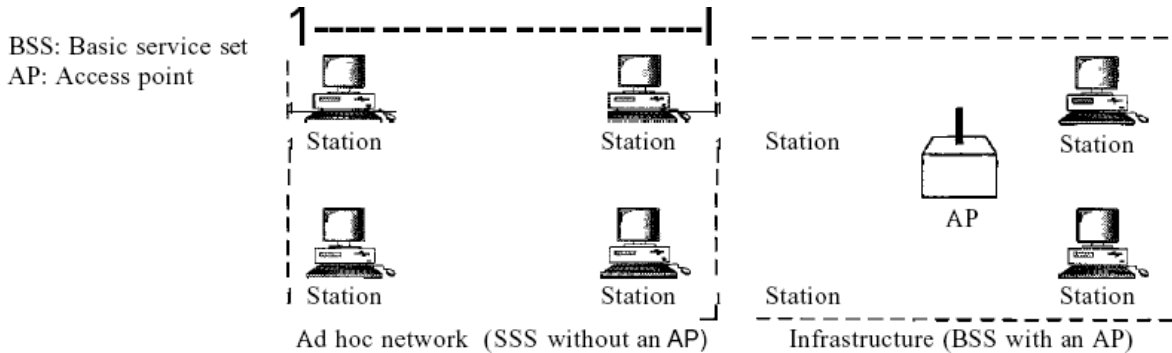 BSS: Basic service set
AP: Access point
Station
Station
Station
Station
AP
Station
Station
Station
Station
Station
Ad hoc network (SSS without an AP)
Infrastructure (BSS with an AP)